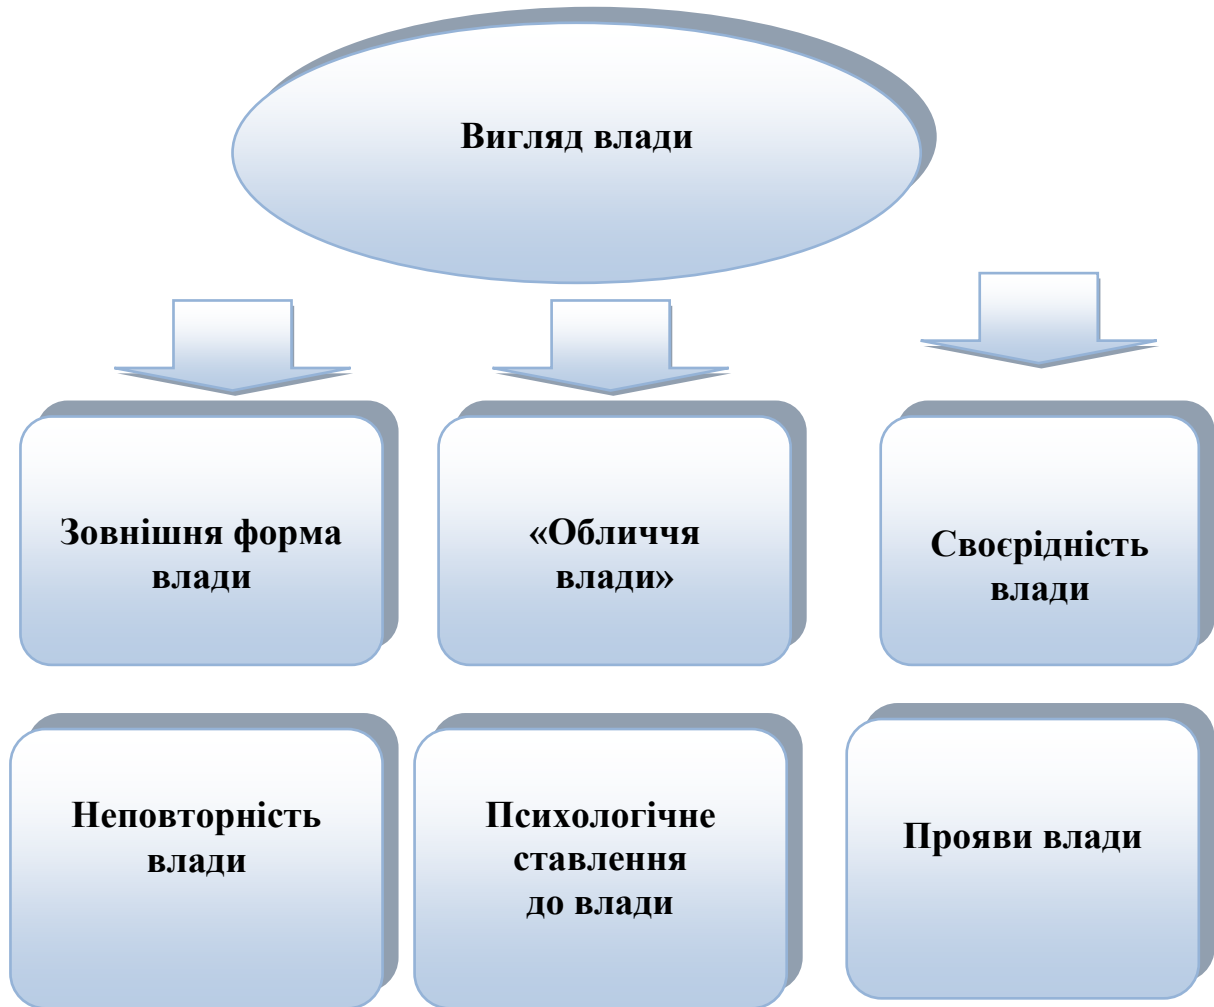 Вигляд влади
Зовнішня форма
влади
«Обличчя
влади»
Своєрідність
влади
Неповторність
влади
Психологічне
ставлення
до влади
Прояви влади